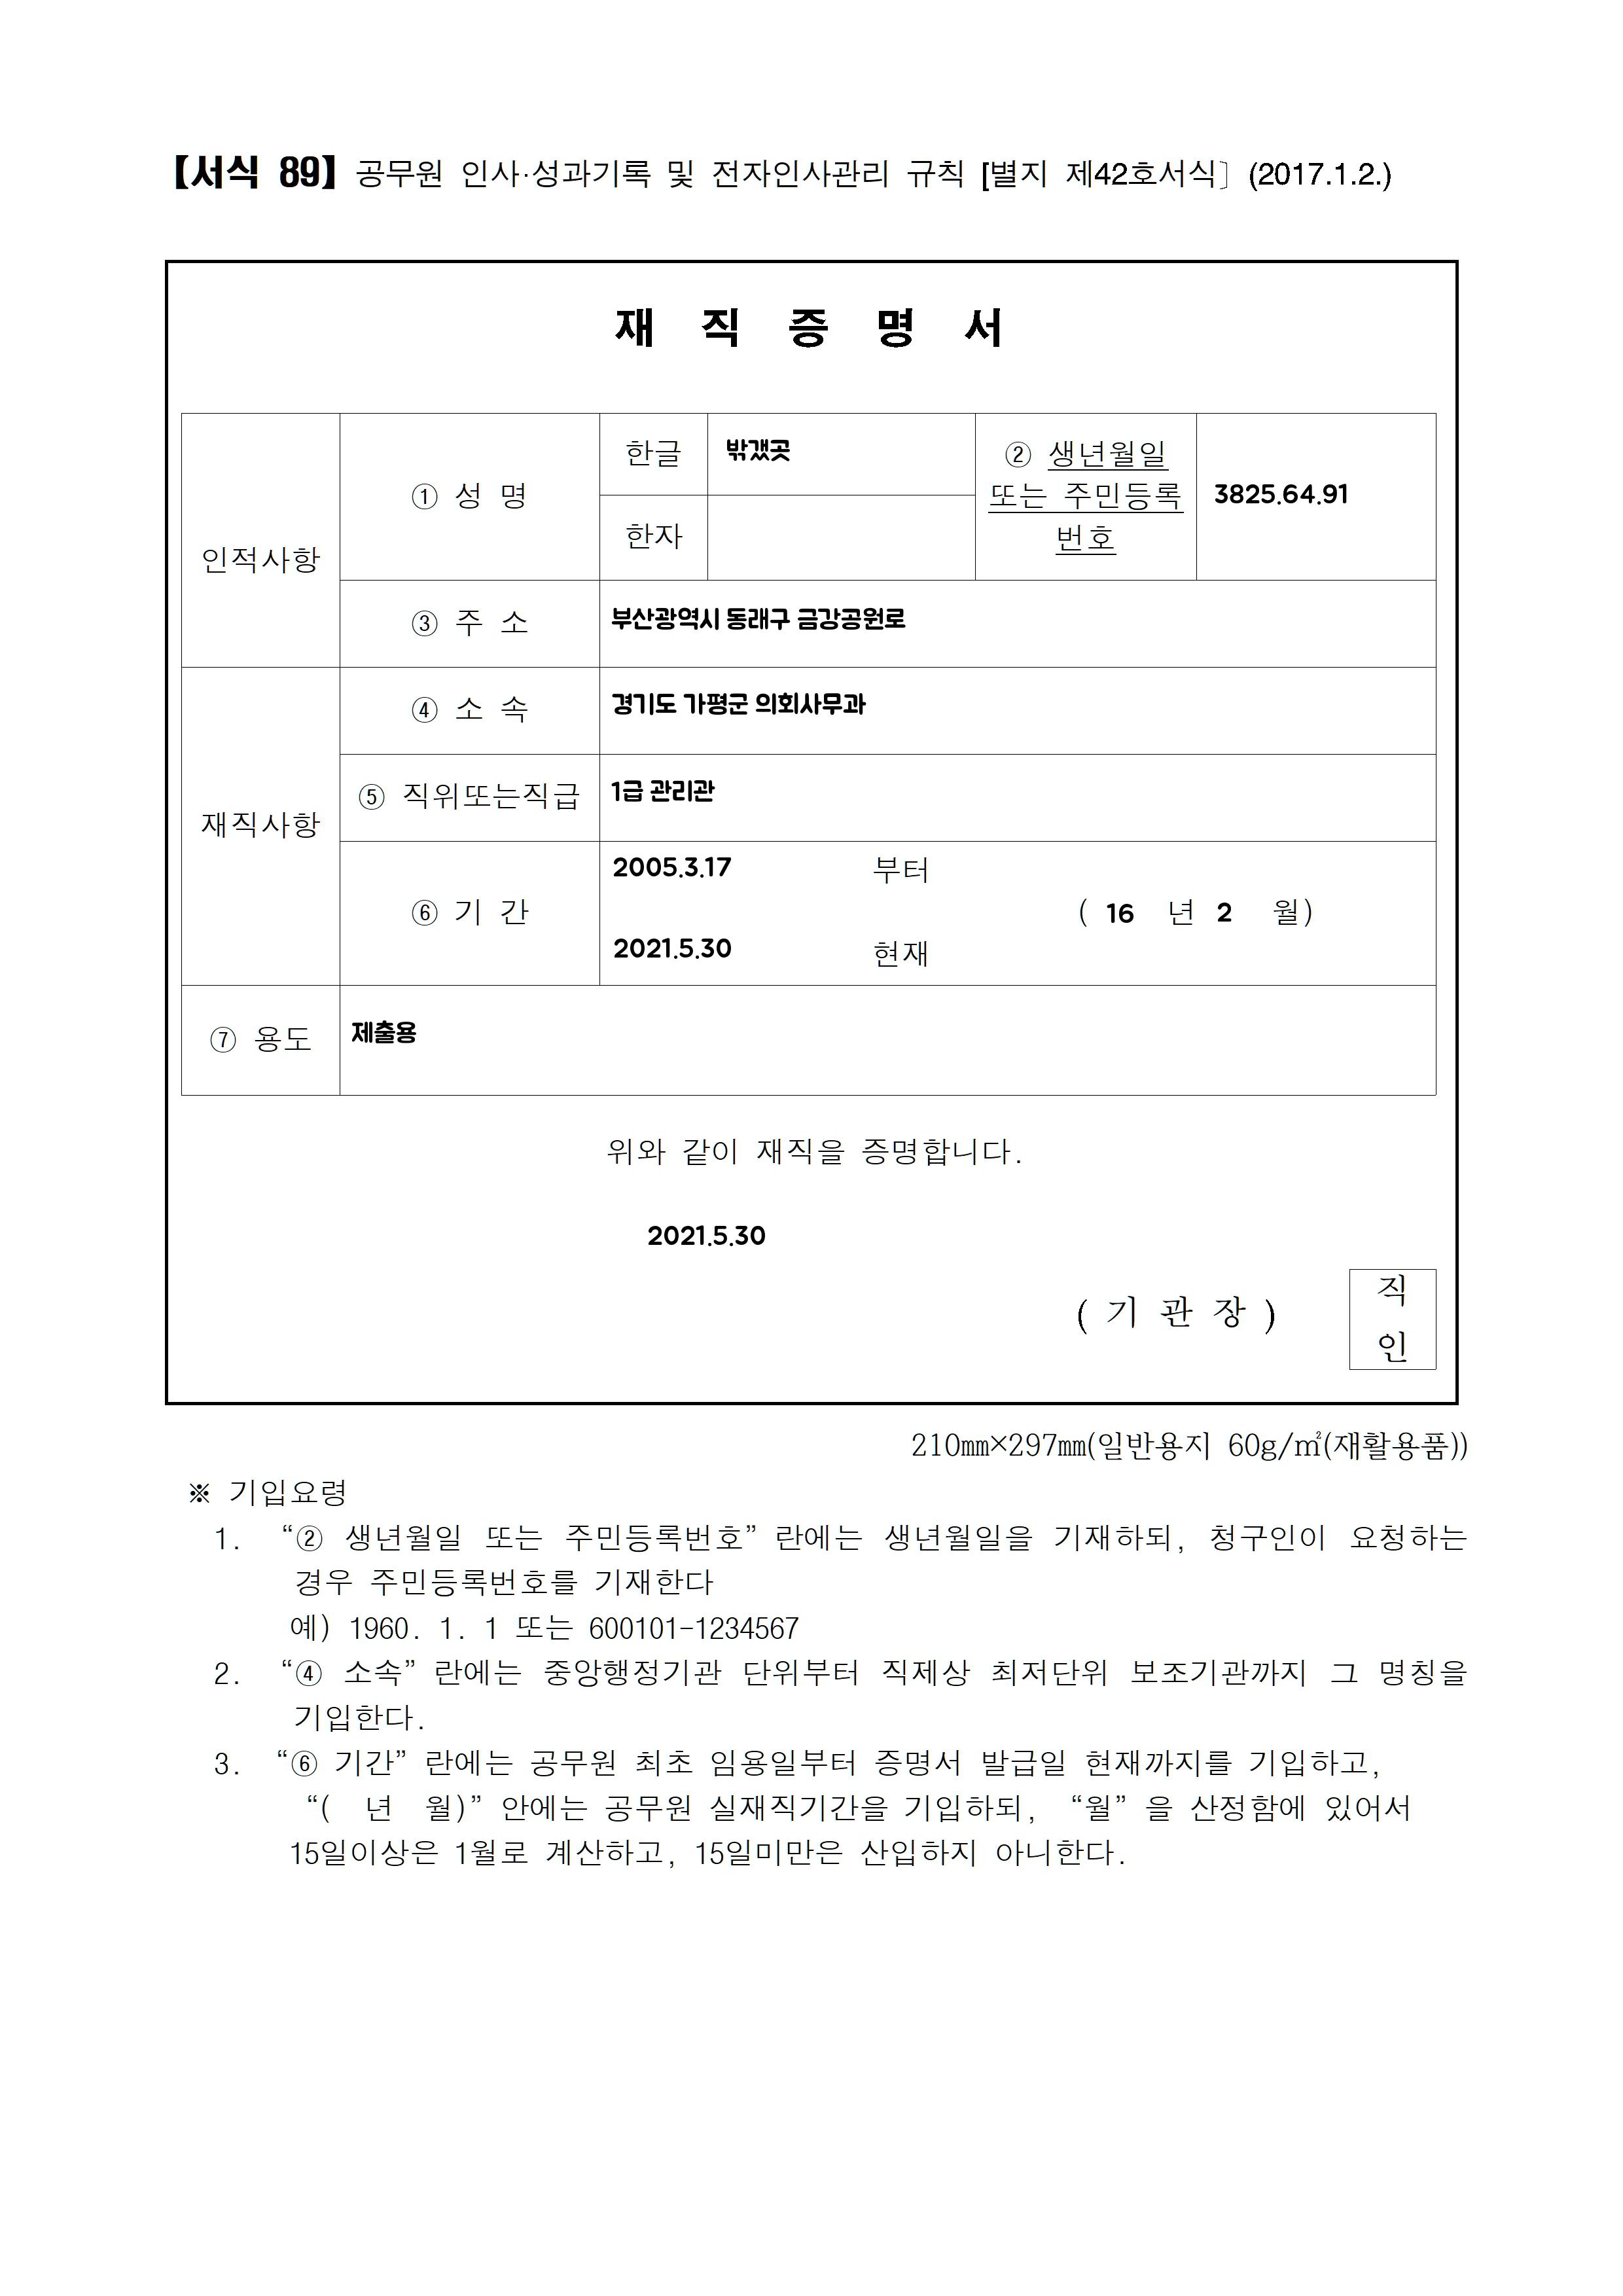 【서식 89】 공무원 인사·성과기록 및 전자인사관리 규칙 [별지 제42호서식〕 (2017.1.2.)
재 직 증 명 서
인적사항
① 성 명
한글
밖갰곳
한자
② 생년월일
또는 주민등록
번호
3825.64.91
③ 주 소
부산광역시 동래구 금강공원로
재직사항
④ 소 속
경기도 가평군 의회사무과
⑤ 직위또는직급
1급 관리관
⑥ 기 간
2005.3.17 부터
( 16 년 2 월)
2021.5.30 현재
⑦ 용도
제출용
위와 같이 재직을 증명합니다.
2021.5.30
( 기 관 장 )
직
인
210㎜×297㎜(일반용지 60g/㎡(재활용품))
※ 기입요령
1. “② 생년월일 또는 주민등록번호” 란에는 생년월일을 기재하되, 청구인이 요청하는
경우 주민등록번호를 기재한다
예) 1960. 1. 1 또는 600101-1234567
2. “④ 소속” 란에는 중앙행정기관 단위부터 직제상 최저단위 보조기관까지 그 명칭을
기입한다.
3. “⑥ 기간” 란에는 공무원 최초 임용일부터 증명서 발급일 현재까지를 기입하고,
“( 년 월)” 안에는 공무원 실재직기간을 기입하되, “월” 을 산정함에 있어서
15일이상은 1월로 계산하고, 15일미만은 산입하지 아니한다.